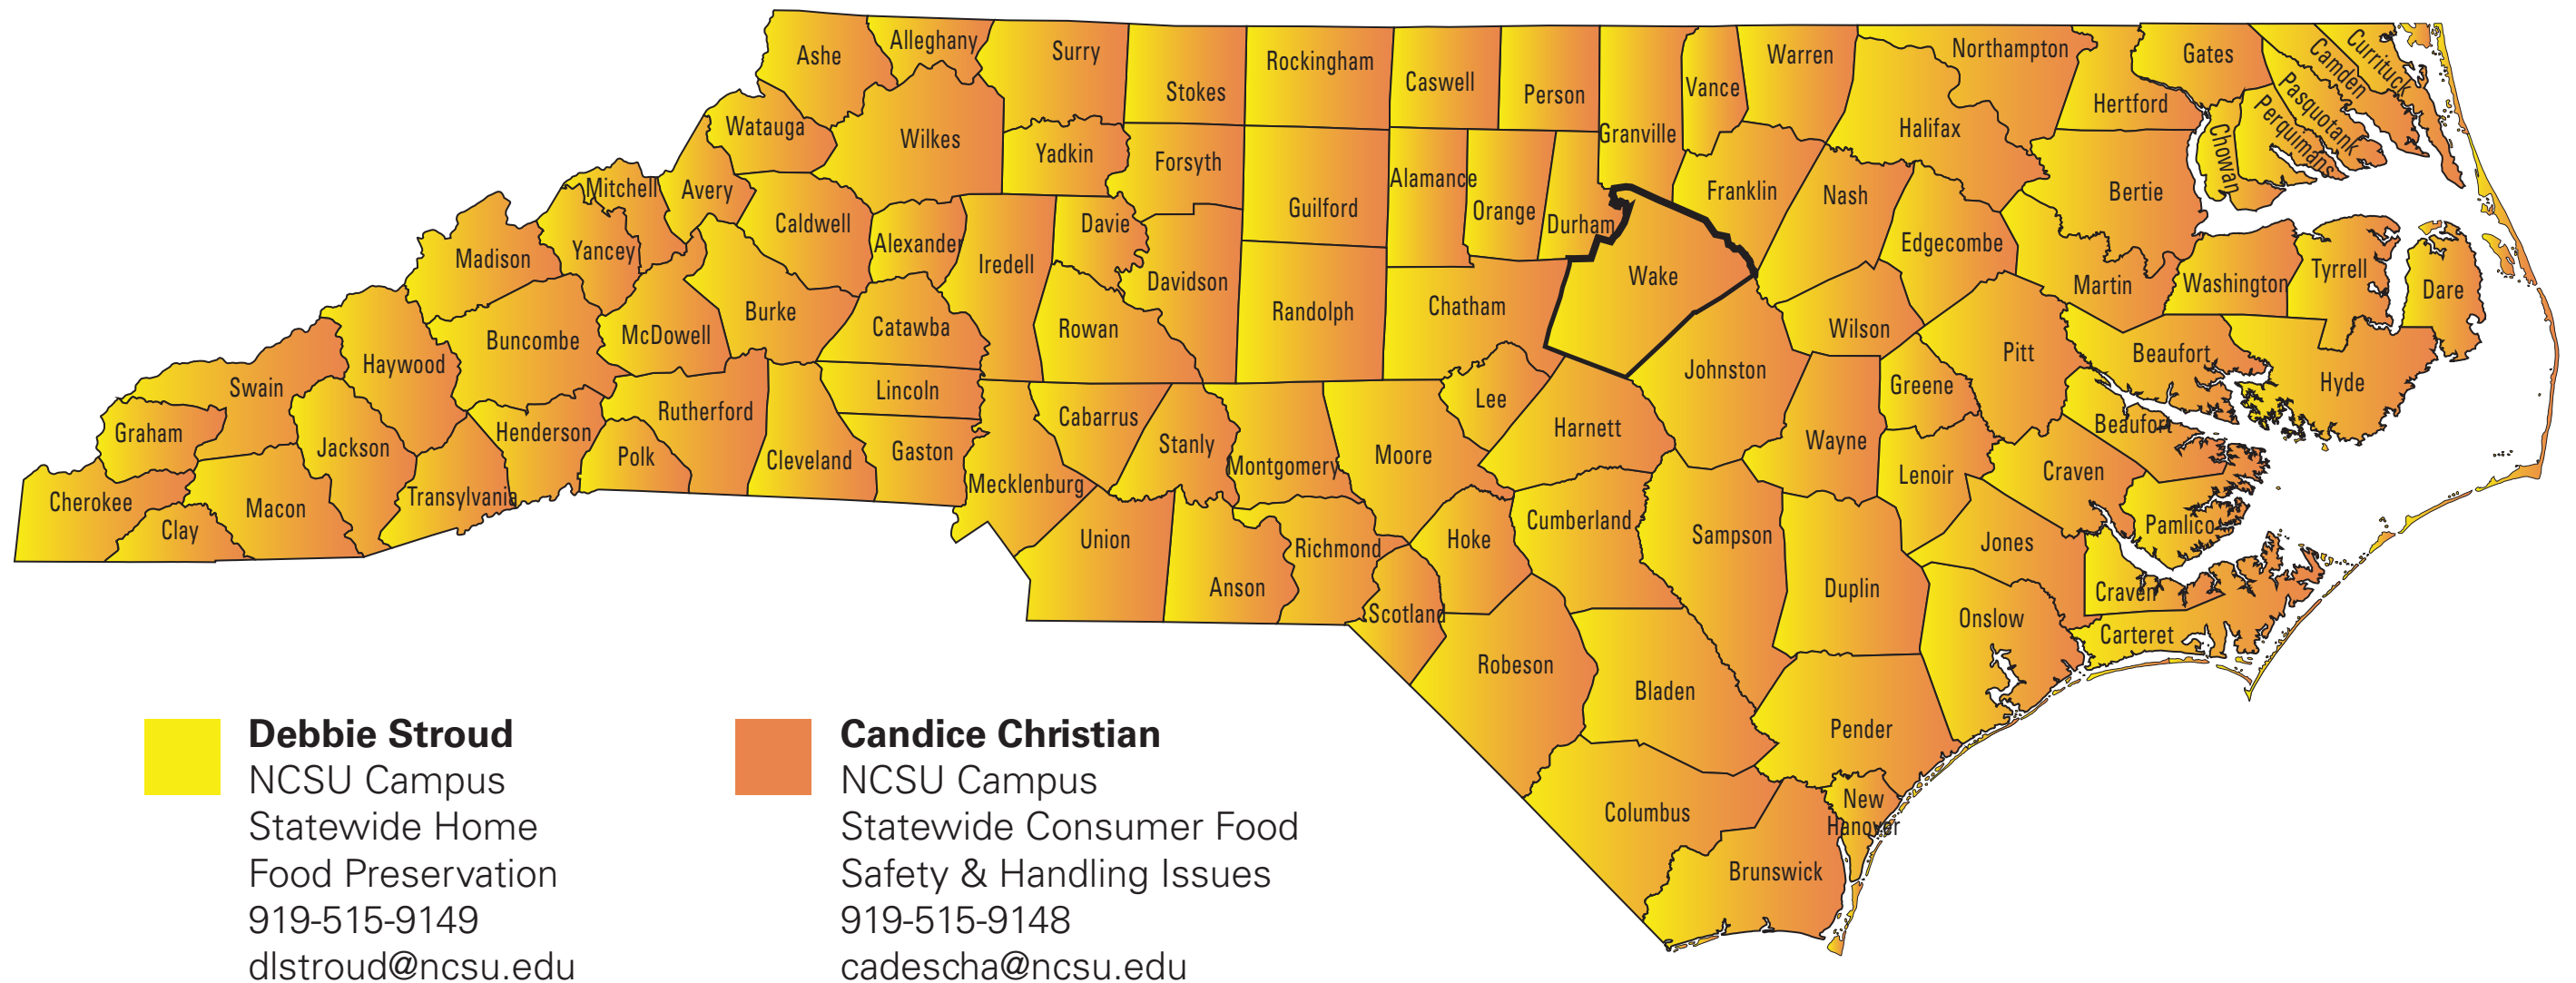 Ashe
Alleghany
Surry
Stokes
Rockingham
Caswell
Person
Granville
Vance
Warren
Northampton
Gates
Camden
Currituck
Pasquotank
Perquimans
Chowan
Hertford
Halifax
Watauga
Wilkes
Yadkin
Forsyth
Guilford
Alamance
Orange
Durham
Franklin
Nash
Edgecombe
Bertie
Mitchell
Avery
Caldwell
Alexander
Iredell
Davie
Davidson
Randolph
Chatham
Wake
Wilson
Martin
Washington
Tyrrell
Dare
Madison
Yancey
McDowell
Burke
Catawba
Rowan
Johnston
Greene
Pitt
Beaufort
Hyde
Haywood
Buncombe
Swain
Graham
Jackson
Henderson
Rutherford
Polk
Cleveland
Lincoln
Gaston
Cabarrus
Stanly
Montgomery
Moore
Lee
Harnett
Wayne
Lenoir
Craven
Beaufort
Cherokee
Clay
Macon
Transylvania
Mecklenburg
Union
Anson
Richmond
Scotland
Hoke
Cumberland
Sampson
Duplin
Jones
Pamlico
Craven
Carteret
Onslow
Robeson
Bladen
Pender
New
Hanover
Columbus
Brunswick
Debbie Stroud
NCSU Campus
Statewide Home
Food Preservation
919-515-9149
dlstroud@ncsu.edu
Candice Christian
NCSU Campus
Statewide Consumer Food
Safety & Handling Issues
919-515-9148
cadescha@ncsu.edu